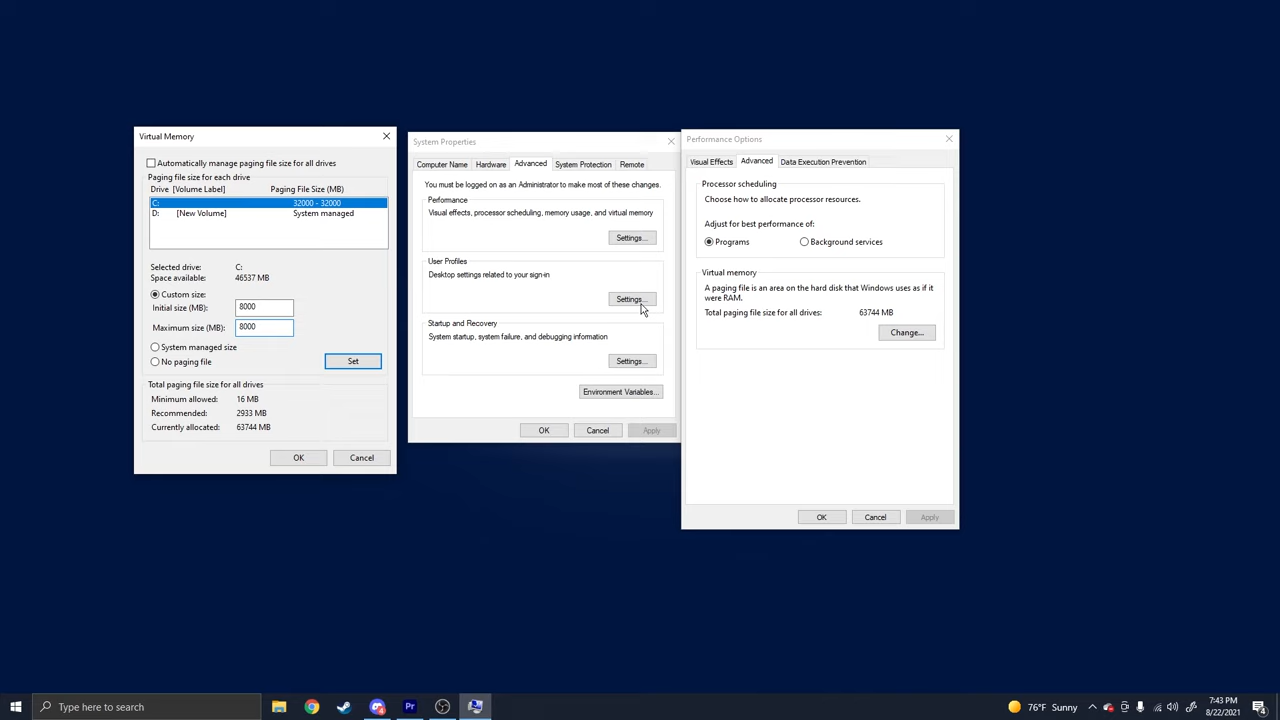 Virtual Memory
Automatically manage paging file size for all drives
Paging file size for each drive
Drive [Volume Label] Paging File Size (MB)
C: 32000 - 32000
D: [New Volume] System managed
Selected drive: C:
Space available: 46537 MB
Custom size:
Initial size (MB): 8000
Maximum size (MB): 8000
System managed size
No paging file
Set
Total paging file size for all drives
Minimum allowed: 16 MB
Recommended: 2933 MB
Currently allocated: 63744 MB
OK Cancel
System Properties
Computer Name Hardware Advanced System Protection Remote
You must be logged on as an Administrator to make most of these changes.
Performance
Visual effects, processor scheduling, memory usage, and virtual memory
Settings...
User Profiles
Desktop settings related to your sign-in
Settings...
Startup and Recovery
System startup, system failure, and debugging information
Settings...
Environment Variables...
OK Cancel Apply
Performance Options
Visual Effects Advanced Data Execution Prevention
Processor scheduling
Choose how to allocate processor resources.
Adjust for best performance of:
Programs Background services
Virtual memory
A paging file is an area on the hard disk that Windows uses as if it
were RAM.
Total paging file size for all drives: 63744 MB
Change...
OK Cancel Apply
Type here to search
Pr
76°F Sunny
7:43 PM
8/22/2021